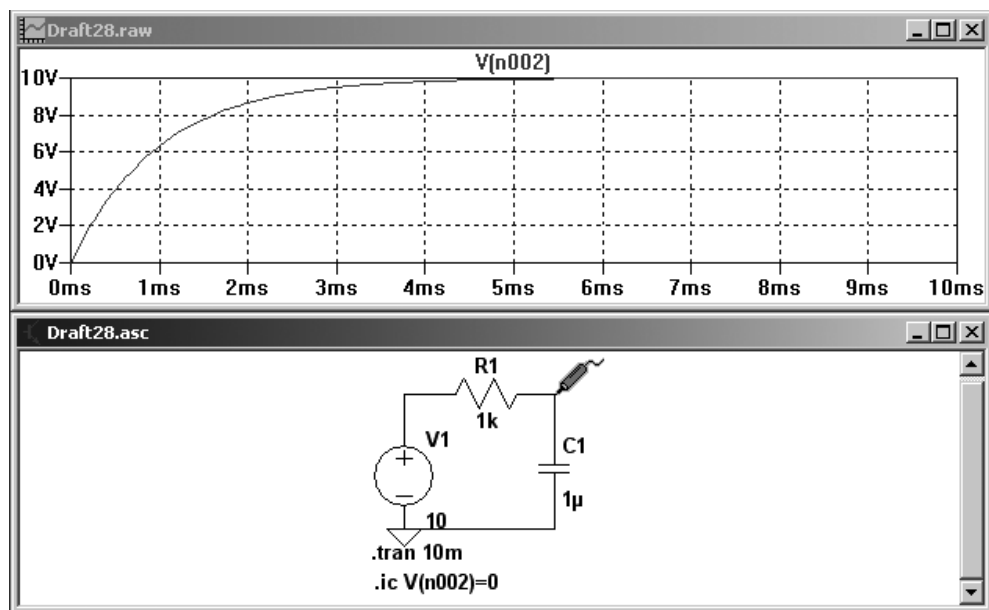 Draft28.raw
V(n002)
10V
8V
6V
4V
2V
0V
0ms 1ms 2ms 3ms 4ms 5ms 6ms 7ms 8ms 9ms 10ms
Draft28.asc
R1
1k
V1
C1
1µ
10
.tran 10m
.ic V(n002)=0